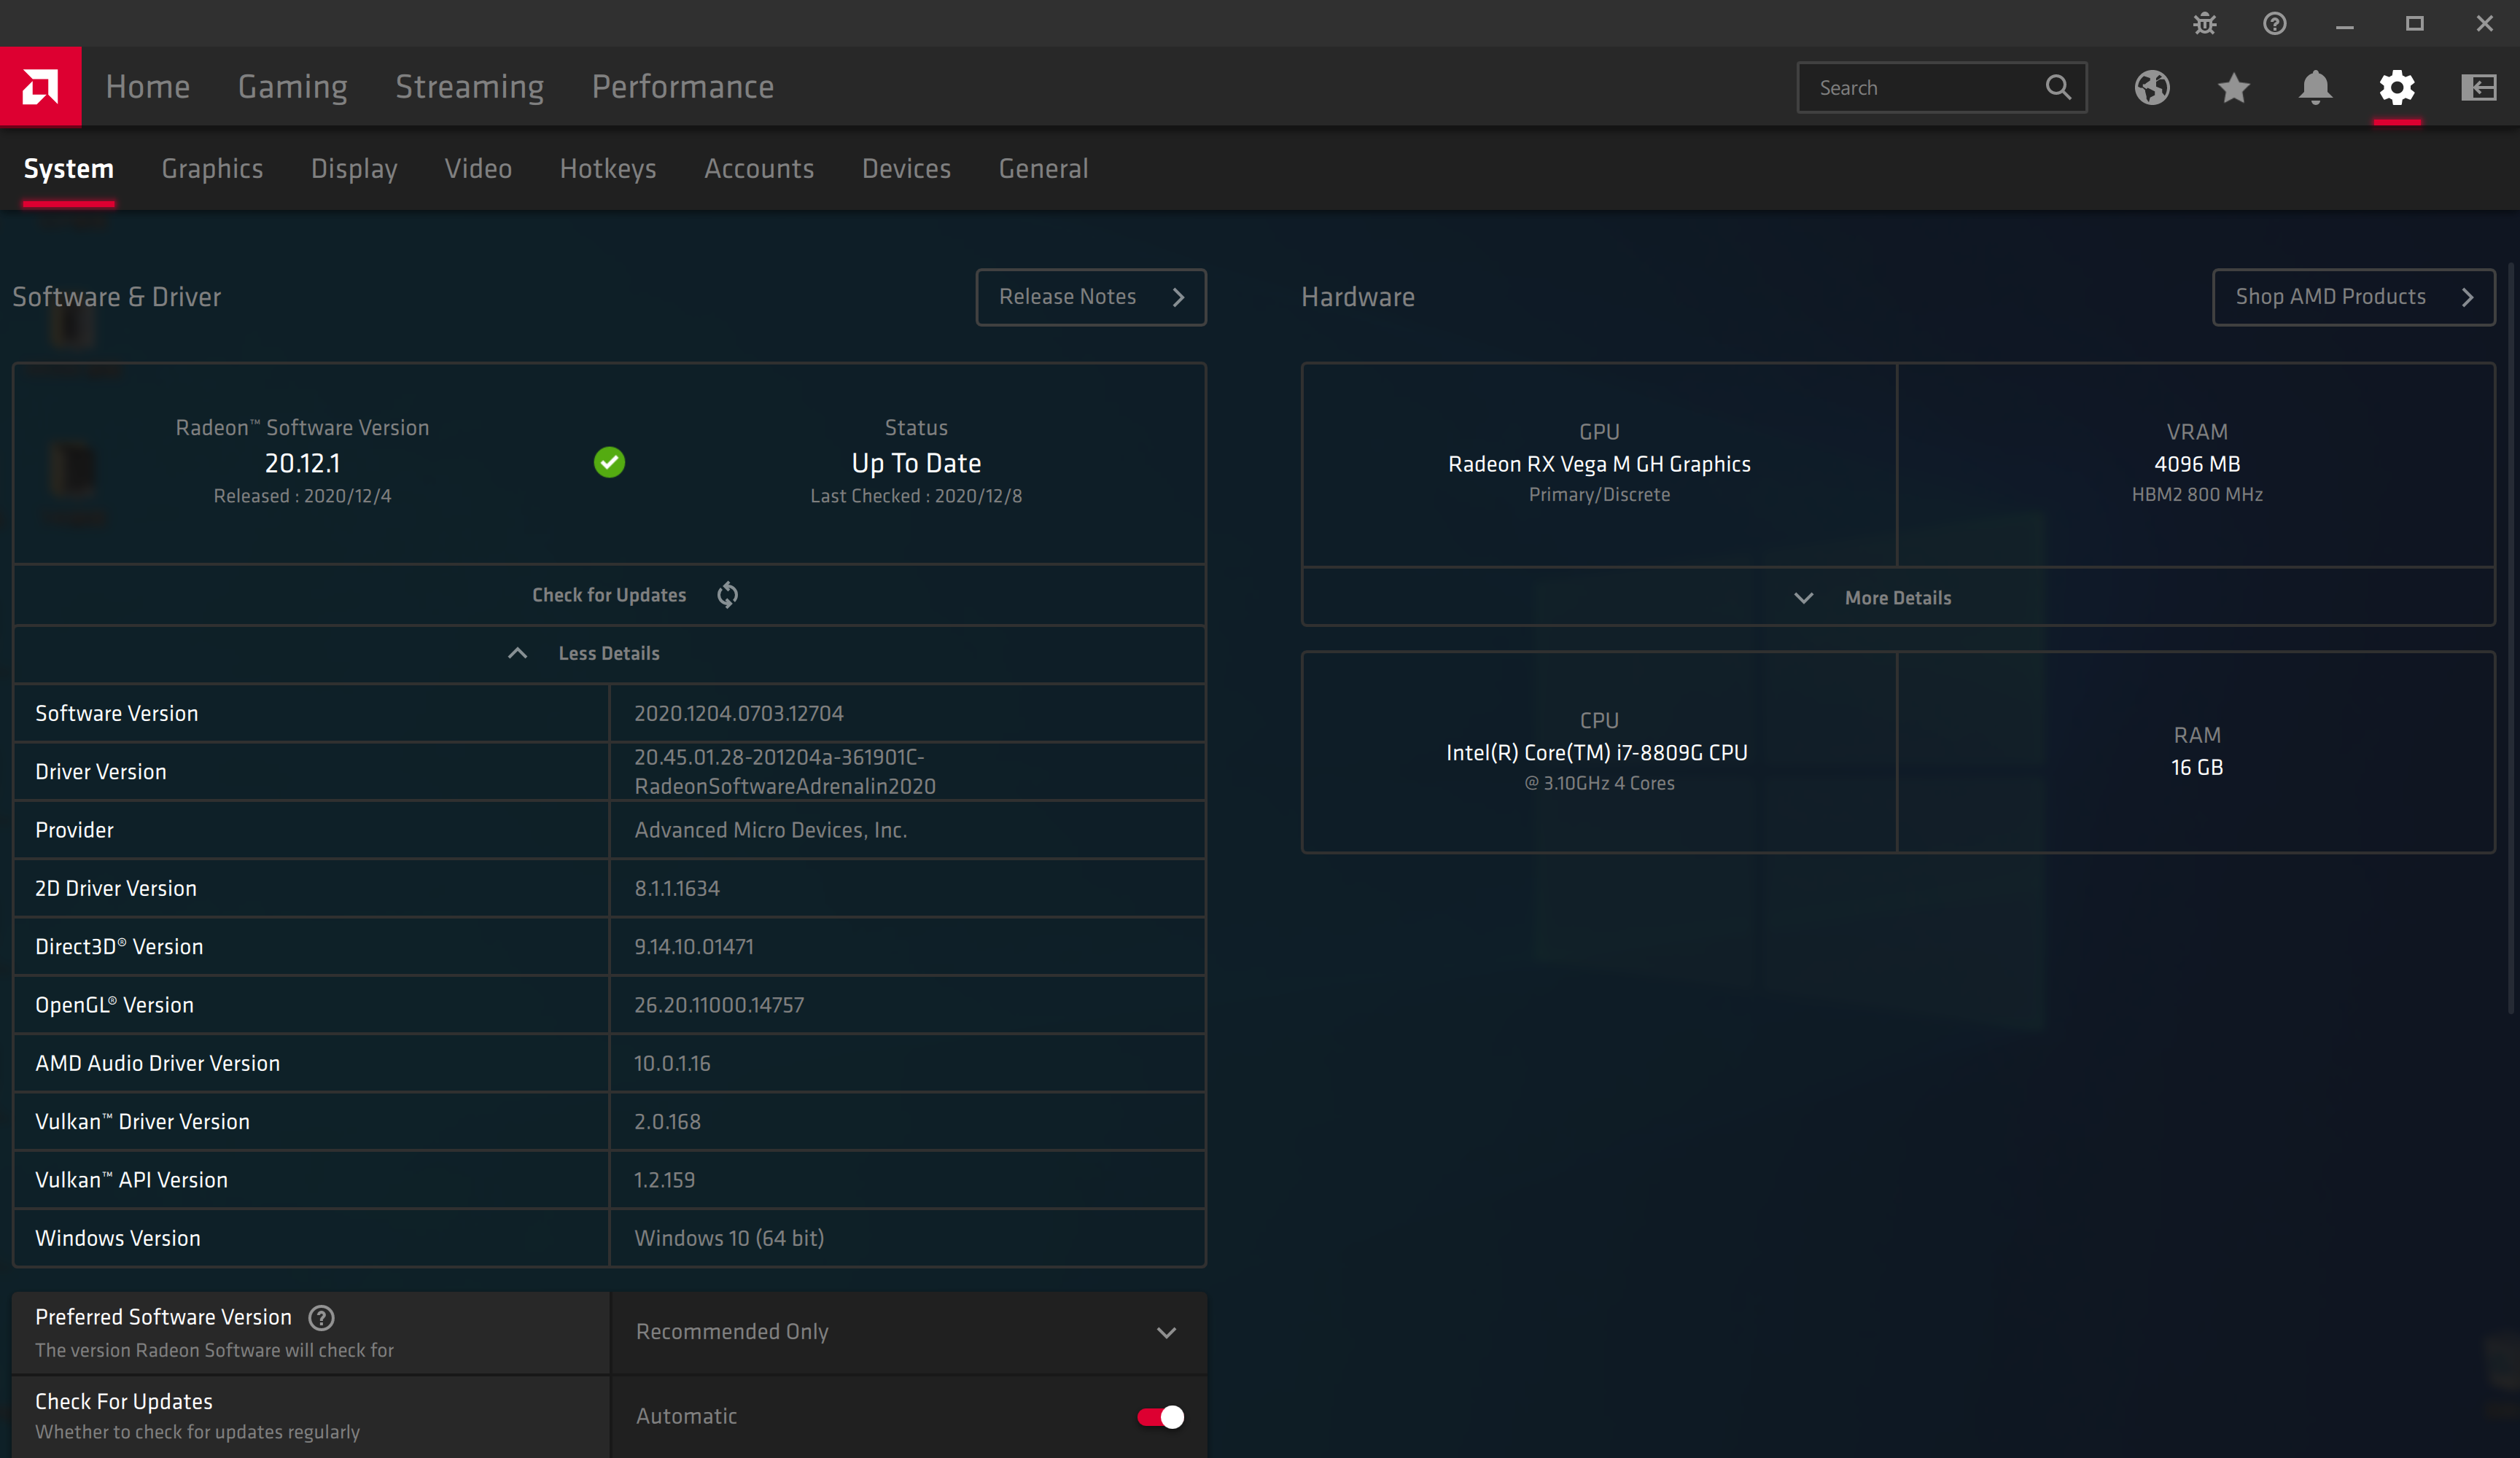 Home Gaming Streaming Performance
Search
System Graphics Display Video Hotkeys Accounts Devices General
Software & Driver
Release Notes
Radeon™ Software Version
20.12.1
Released : 2020/12/4
Status
Up To Date
Last Checked : 2020/12/8
Check for Updates
Less Details
Software Version 2020.1204.0703.12704
Driver Version 20.45.01.28-201204a-361901C-
RadeonSoftwareAdrenalin2020
Provider Advanced Micro Devices, Inc.
2D Driver Version 8.1.1.1634
Direct3D® Version 9.14.10.01471
OpenGL® Version 26.20.11000.14757
AMD Audio Driver Version 10.0.1.16
Vulkan™ Driver Version 2.0.168
Vulkan™ API Version 1.2.159
Windows Version Windows 10 (64 bit)
Preferred Software Version
The version Radeon Software will check for
Recommended Only
Check For Updates
Whether to check for updates regularly
Automatic
Hardware
Shop AMD Products
GPU
Radeon RX Vega M GH Graphics
Primary/Discrete
VRAM
4096 MB
HBM2 800 MHz
More Details
CPU
Intel(R) Core(TM) i7-8809G CPU
@ 3.10GHz 4 Cores
RAM
16 GB